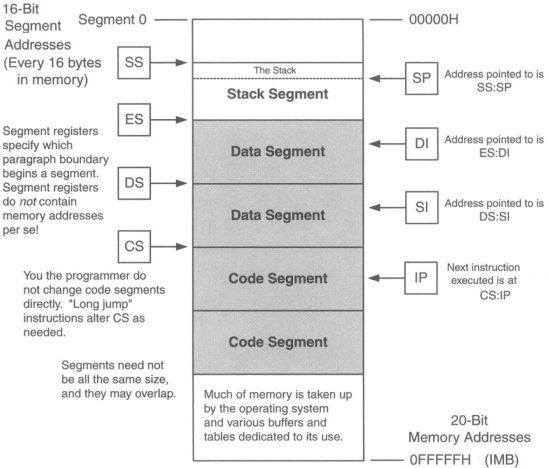 16-Bit
Segment
Addresses
(Every 16 bytes
in memory)
Segment 0
00000H
SS
The Stack
Stack Segment
SP
Address pointed to is
SS:SP
ES
Segment registers
specify which
paragraph boundary
begins a segment.
Segment registers
do not contain
memory addresses
per se!
Data Segment
DI
Address pointed to is
ES:DI
DS
Data Segment
SI
Address pointed to is
DS:SI
CS
You the programmer do
not change code segments
directly. "Long jump"
instructions alter CS as
needed.
Code Segment
IP
Next instruction
executed is at
CS:IP
Code Segment
Segments need not
be all the same size,
and they may overlap.
Much of memory is taken up
by the operating system
and various buffers and
tables dedicated to its use.
20-Bit
Memory Addresses
0FFFFFH (IMB)